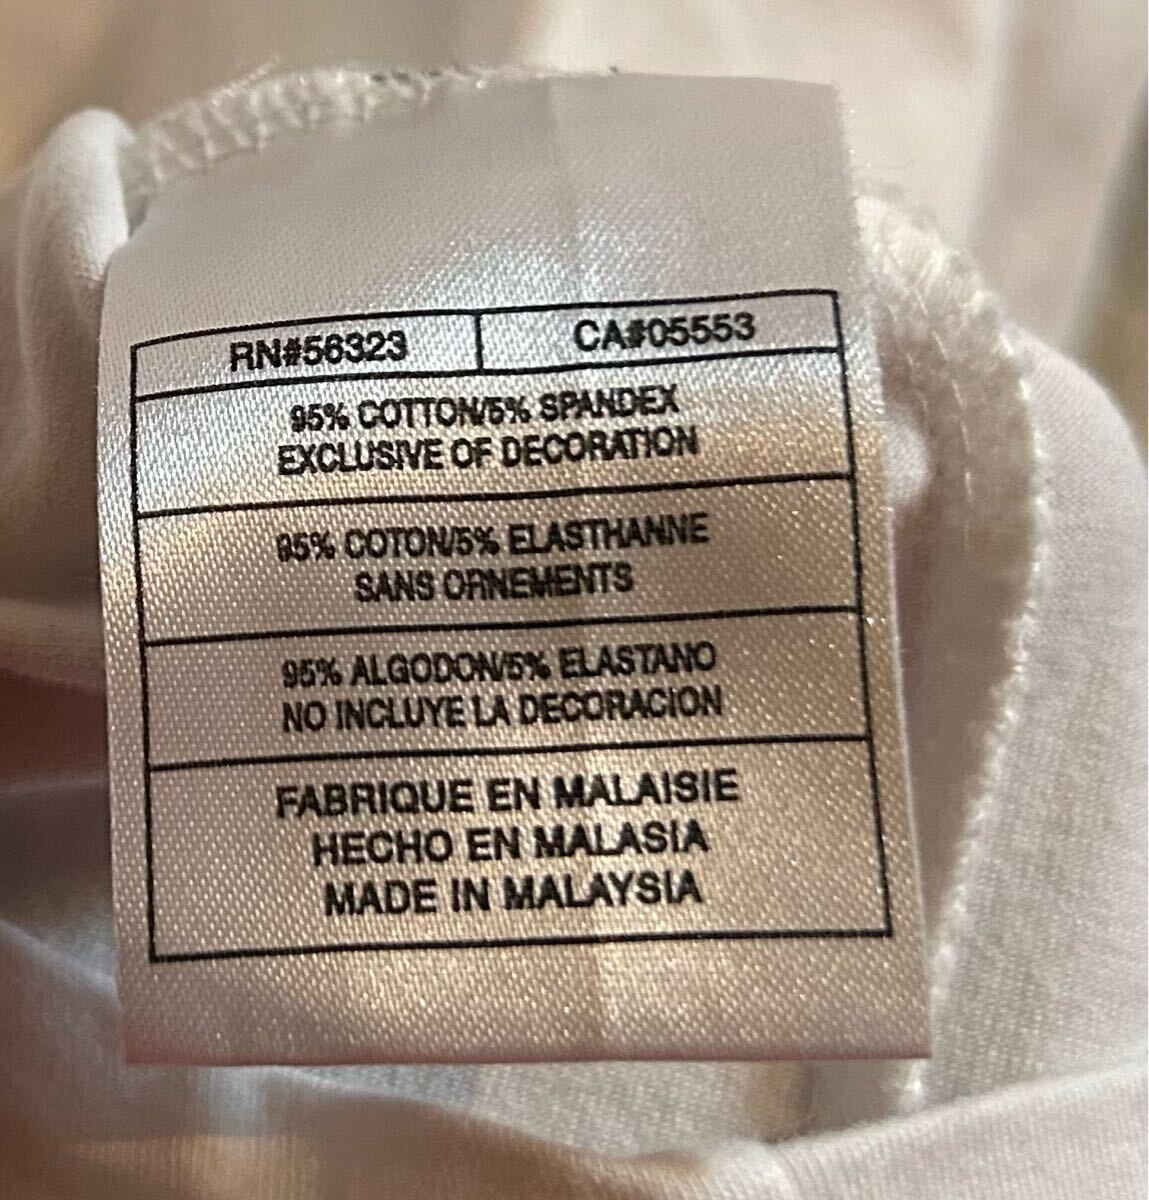 RN#56323 CA#05553
95% COTTON/5% SPANDEX
EXCLUSIVE OF DECORATION
95% COTON/5% ELASTHANNE
SANS ORNEMENTS
95% ALGODON/5% ELASTANO
NO INCLUYE LA DECORACION
FABRIQUE EN MALAISIE
HECHO EN MALASIA
MADE IN MALAYSIA